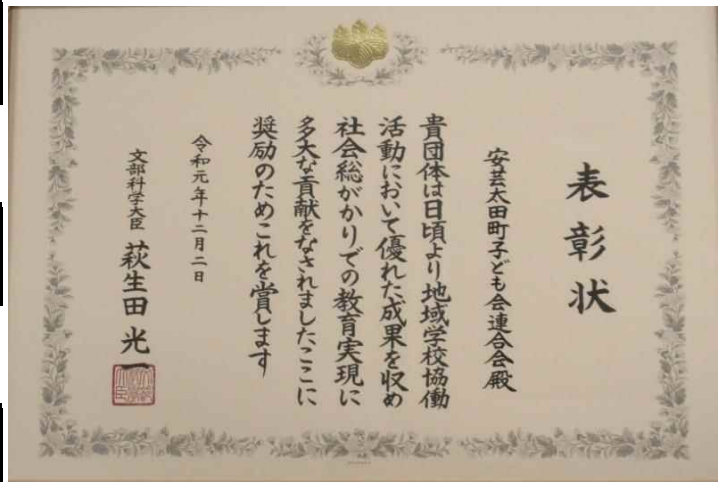 表彰状
安芸太田町子ども会連合会殿
貴団体は日頃より地域学校協働
活動において優れた成果を収め
社会総がかりでの教育実現に
多大な貢献をなされましたここに
奨励のためこれを賞します
令和元年十二月二日
文部科学大臣 萩生田光一